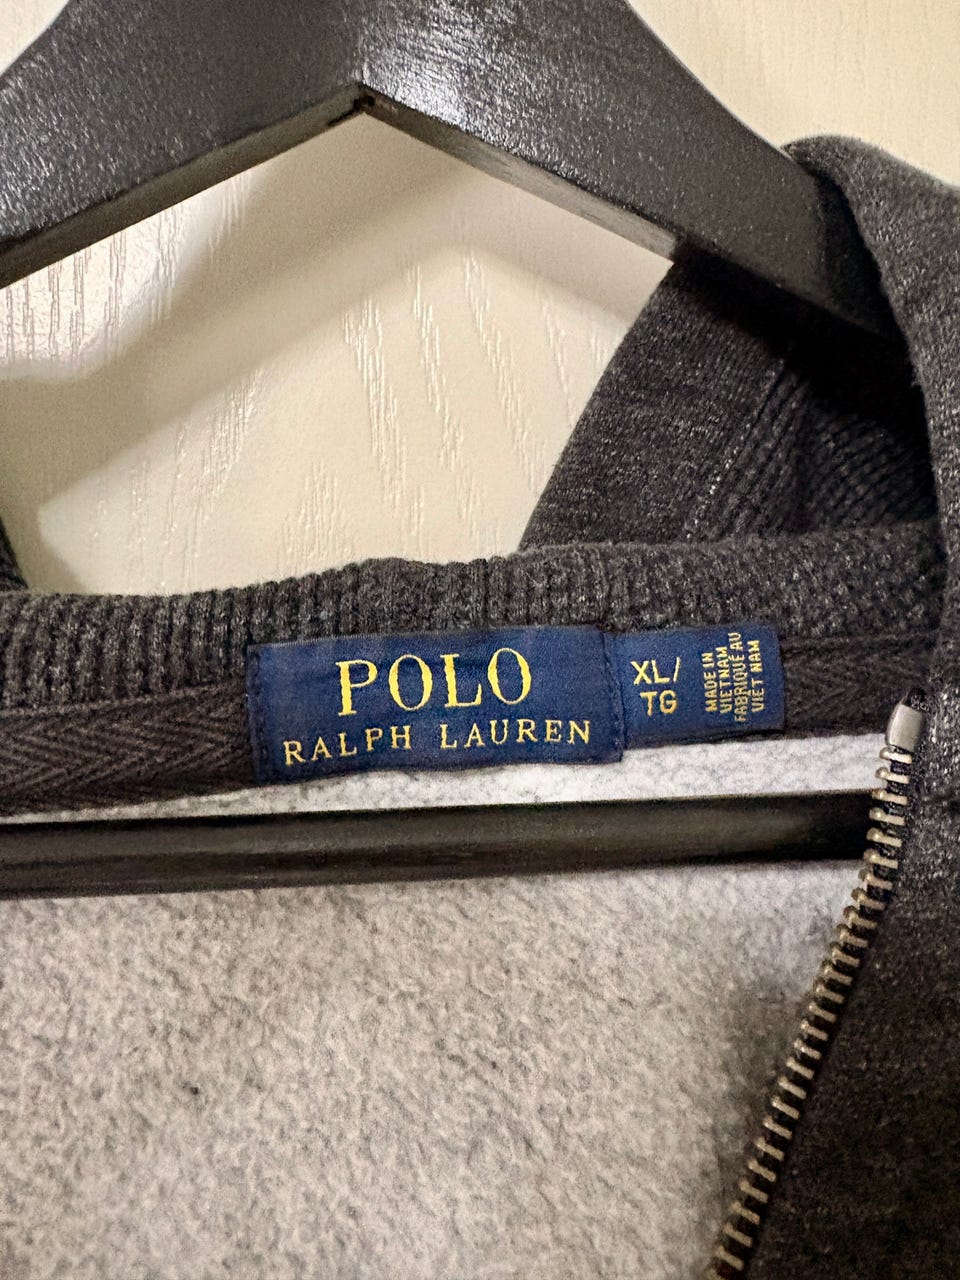 POLO
RALPH LAUREN
XL/
TG
MADE IN
VIETNAM
FABRIQUÉ AU
VIET NAM